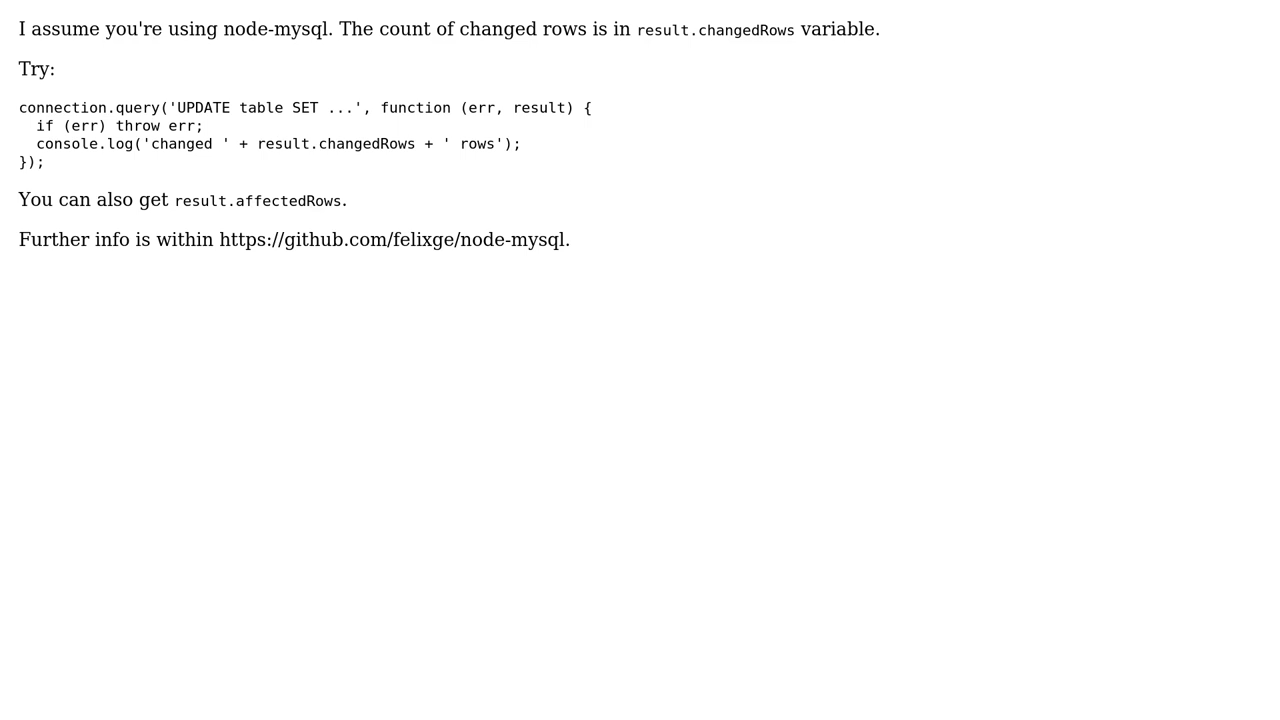 I assume you're using node-mysql. The count of changed rows is in result.changedRows variable.
Try:
connection.query('UPDATE table SET ...', function (err, result) {
  if (err) throw err;
  console.log('changed ' + result.changedRows + ' rows');
});
You can also get result.affectedRows.
Further info is within https://github.com/felixge/node-mysql.